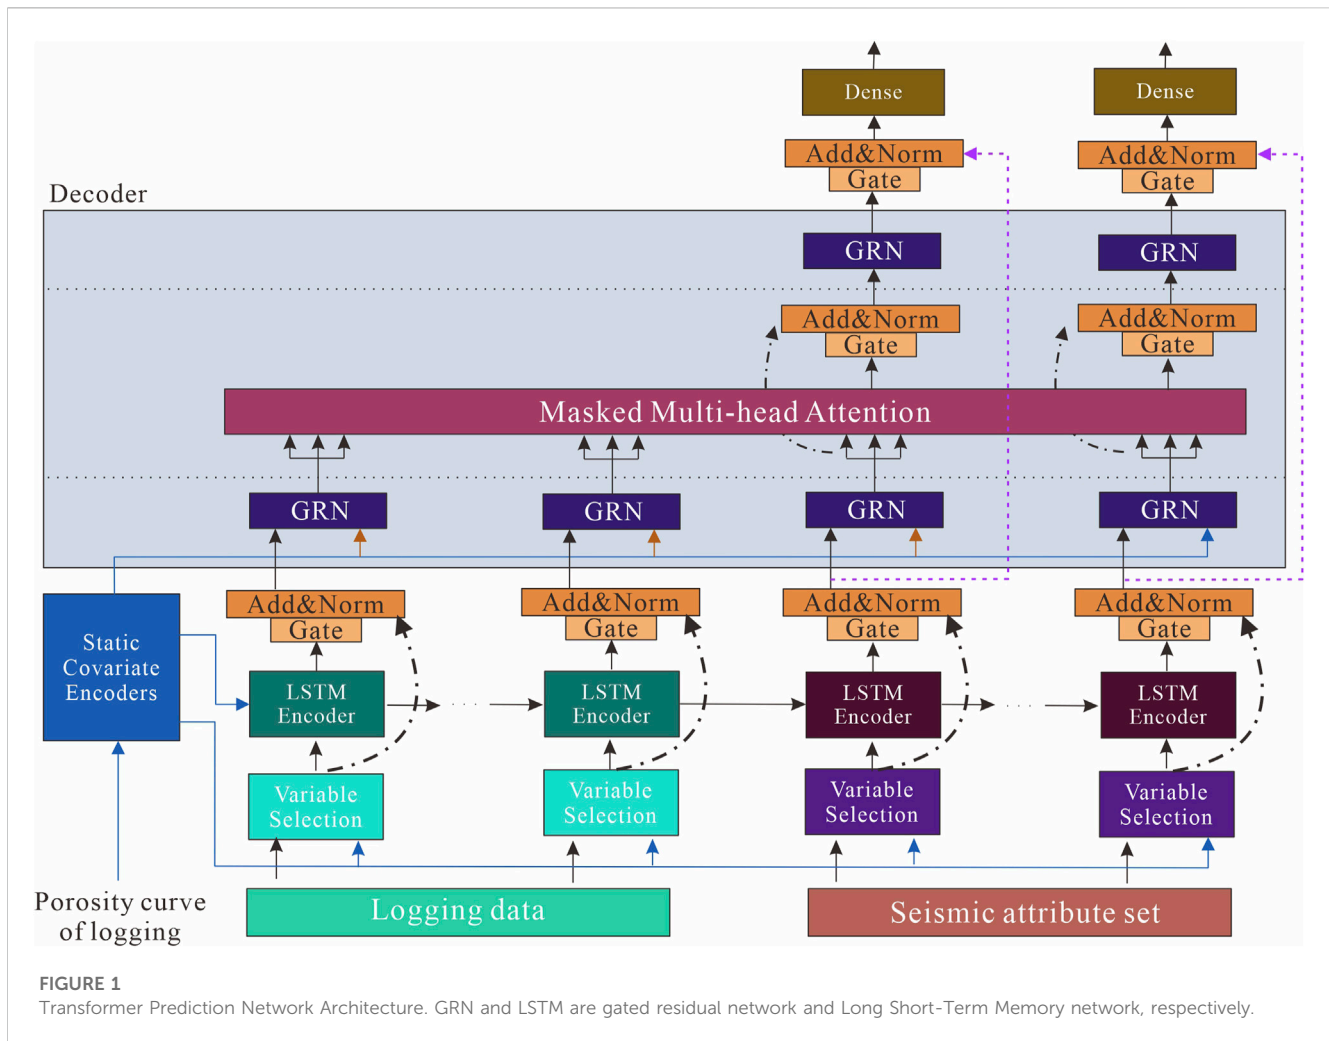 Dense
Dense
Add&Norm
Gate
Add&Norm
Gate
Decoder
GRN
GRN
Add&Norm
Gate
Add&Norm
Gate
Masked Multi-head Attention
GRN
GRN
GRN
GRN
Static
Covariate
Encoders
Add&Norm
Gate
Add&Norm
Gate
Add&Norm
Gate
Add&Norm
Gate
LSTM
Encoder
LSTM
Encoder
LSTM
Encoder
LSTM
Encoder
Variable
Selection
Variable
Selection
Variable
Selection
Variable
Selection
Porosity curve
of logging
Logging data
Seismic attribute set
FIGURE 1
Transformer Prediction Network Architecture. GRN and LSTM are gated residual network and Long Short-Term Memory network, respectively.